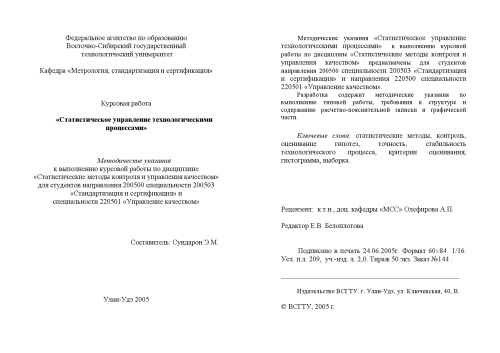 Федеральное агентство по образованию
Восточно-Сибирский государственный
технологический университет
Кафедра «Метрология, стандартизация и сертификация»
Курсовая работа
«Статистическое управление технологическими
процессами»
Методические указания
к выполнению курсовой работы по дисциплине
«Статистические методы контроля и управления качеством»
для студентов направления 200500 специальности 200503
«Стандартизация и сертификация» и
специальности 220501 «Управление качеством»
Составитель: Сундарон Э.М.
Улан-Удэ 2005
Методические указания «Статистическое управление
технологическими процессами» к выполнению курсовой
работы по дисциплине «Статистические методы контроля и
управления качеством» предназначены для студентов
направления 200500 специальности 200503 «Стандартизация
и сертификация» и направления 220500 специальности
220501 «Управление качеством».
Разработка содержит методические указания по
выполнению типовой работы, требования к структуре и
содержанию расчетно-пояснительной записки и графической
части.
Ключевые слова: статистические методы, контроль,
оценивание гипотез, точность, стабильность
технологического процесса, критерии оценивания,
гистограмма, выборка.
Рецензент: к.т.н., доц. кафедры «МСС» Олефирова А.П.
Редактор Е.В. Белоплотова
Подписано в печать 24.06.2005г. Формат 60×84 1/16.
Усл. п.л. 209, уч.-изд. л. 2,0. Тираж 50 экз. Заказ №144 .
Издательство ВСГТУ. г. Улан-Удэ, ул. Ключевская, 40, В.
© ВСГТУ, 2005 г.